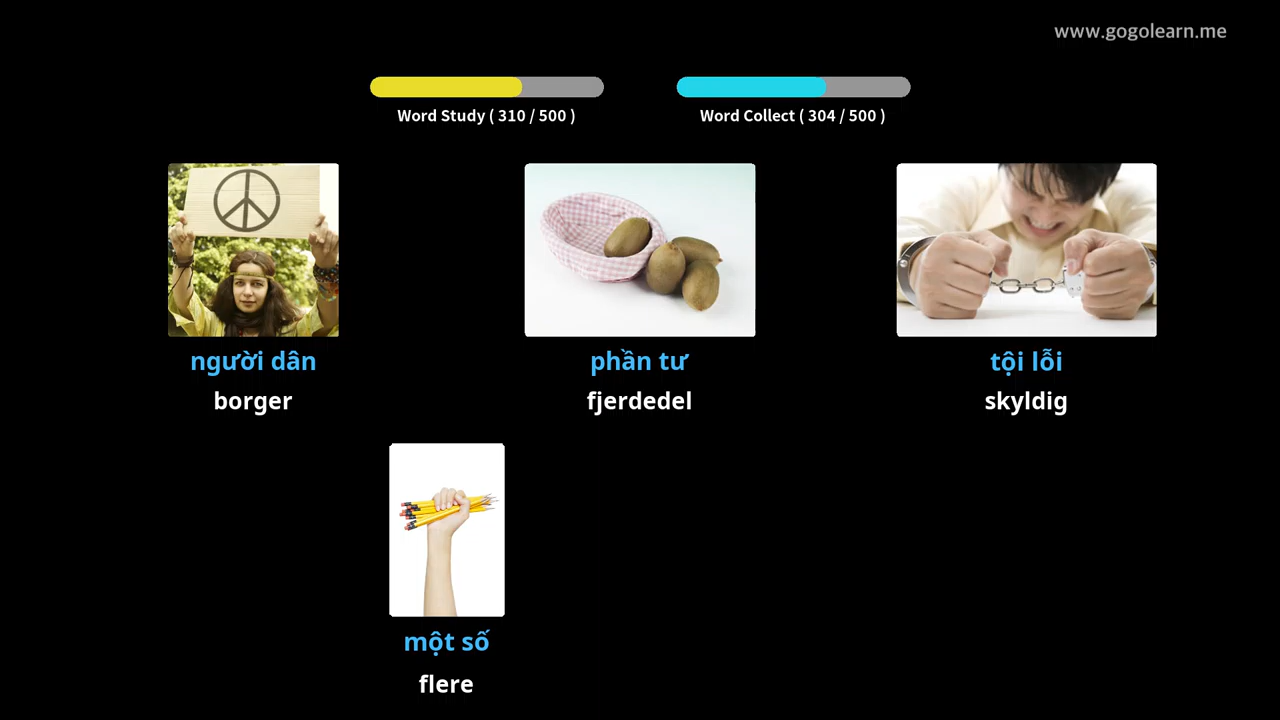 www.gogolearn.me
Word Study ( 310 / 500 )
Word Collect ( 304 / 500 )
người dân
borger
phần tư
fjerdedel
tội lỗi
skyldig
một số
flere